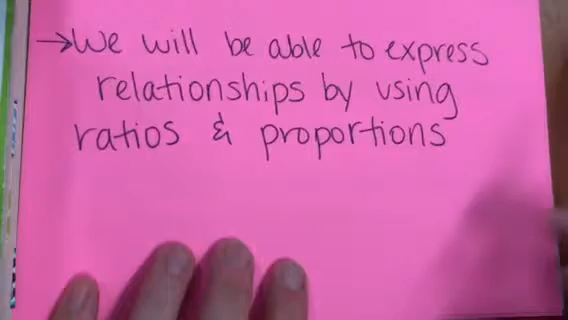 →We will be able to express
relationships by using
ratios & proportions